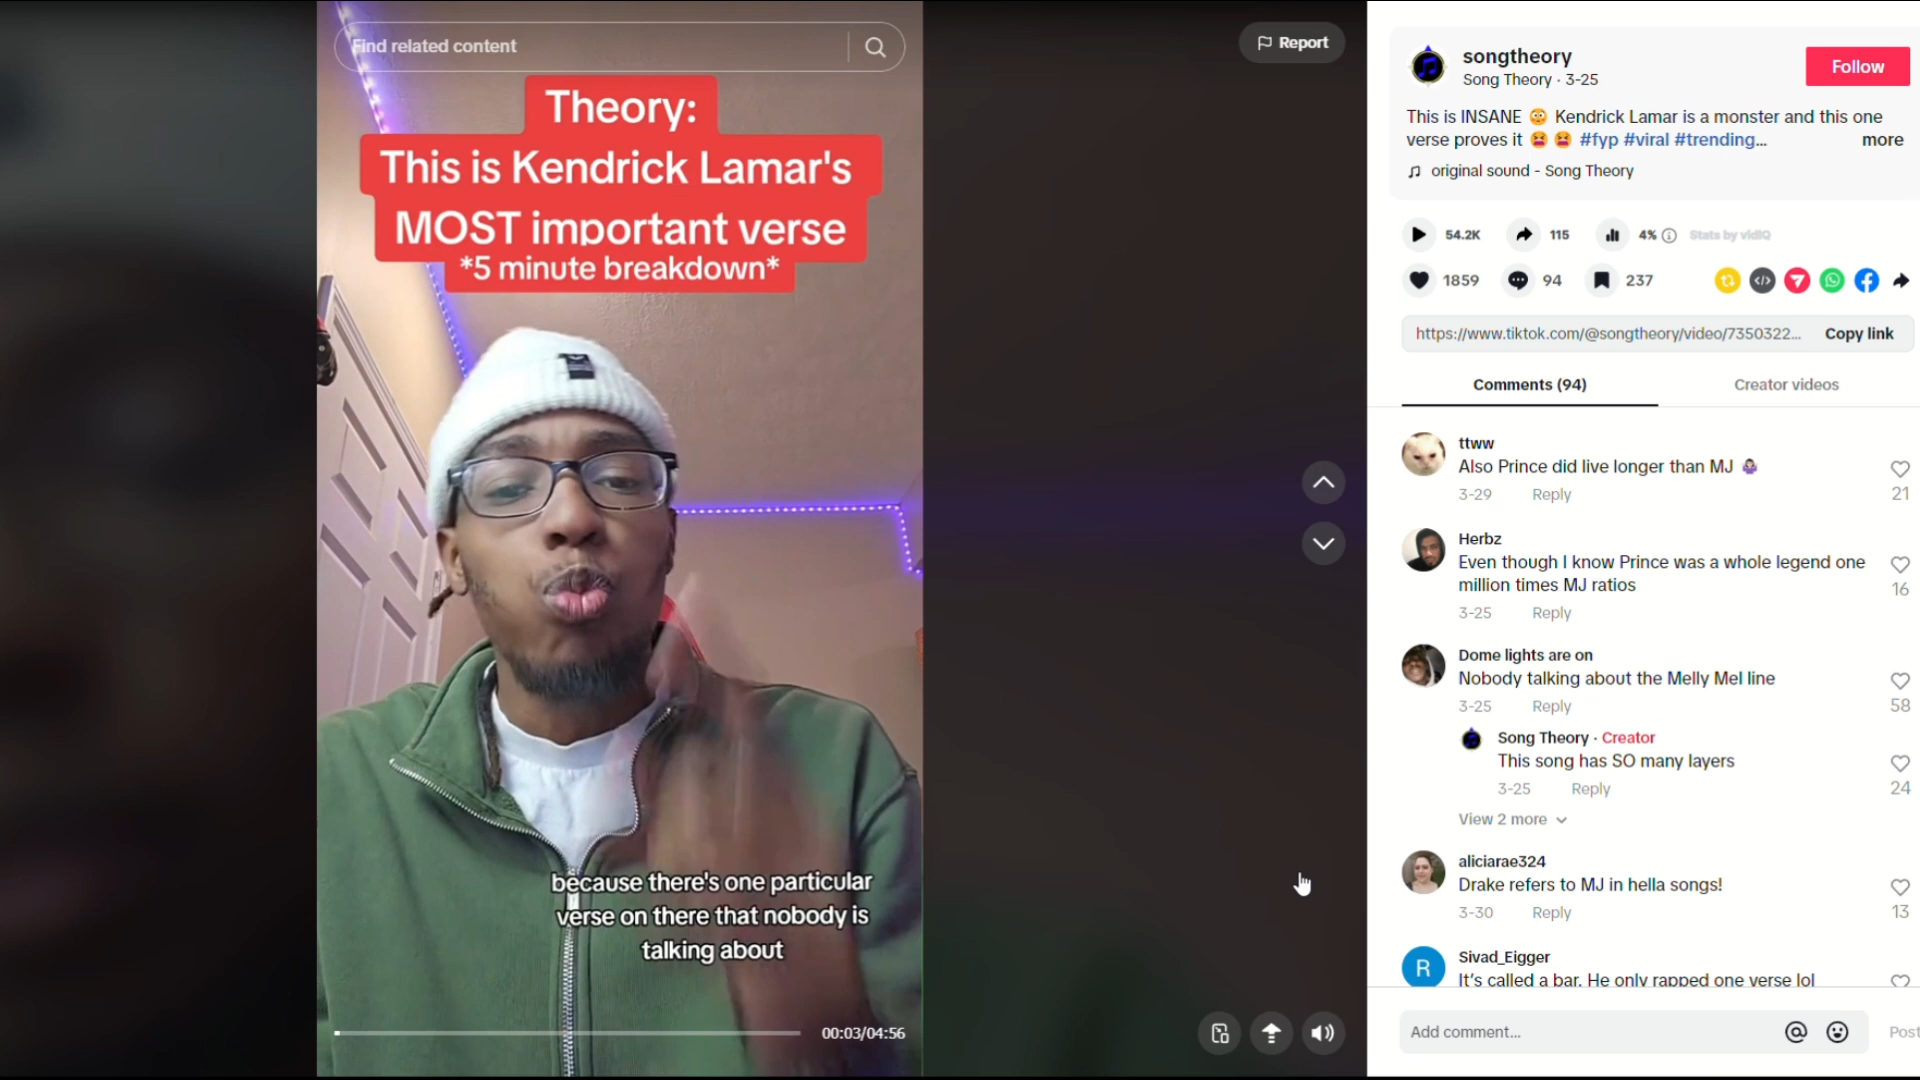 Find related content
Report
Theory:
This is Kendrick Lamar's
MOST important verse
*5 minute breakdown*
because there's one particular
verse on there that nobody is
talking about
00:03/04:56
songtheory
Song Theory · 3-25
Follow
This is INSANE 😳 Kendrick Lamar is a monster and this one
verse proves it 😫 😫 #fyp #viral #trending... more
original sound - Song Theory
54.2K 115 4% Stats by vidIQ
1859 94 237
https://www.tiktok.com/@songtheory/video/7350322... Copy link
Comments (94) Creator videos
ttww
Also Prince did live longer than MJ 🤷🏻‍♀️
3-29 Reply 21
Herbz
Even though I know Prince was a whole legend one
million times MJ ratios
3-25 Reply 16
Dome lights are on
Nobody talking about the Melly Mel line
3-25 Reply 58
Song Theory · Creator
This song has SO many layers
3-25 Reply 24
View 2 more
aliciarae324
Drake refers to MJ in hella songs!
3-30 Reply 13
R
Sivad_Eigger
It's called a bar. He only rapped one verse lol
Add comment... Post